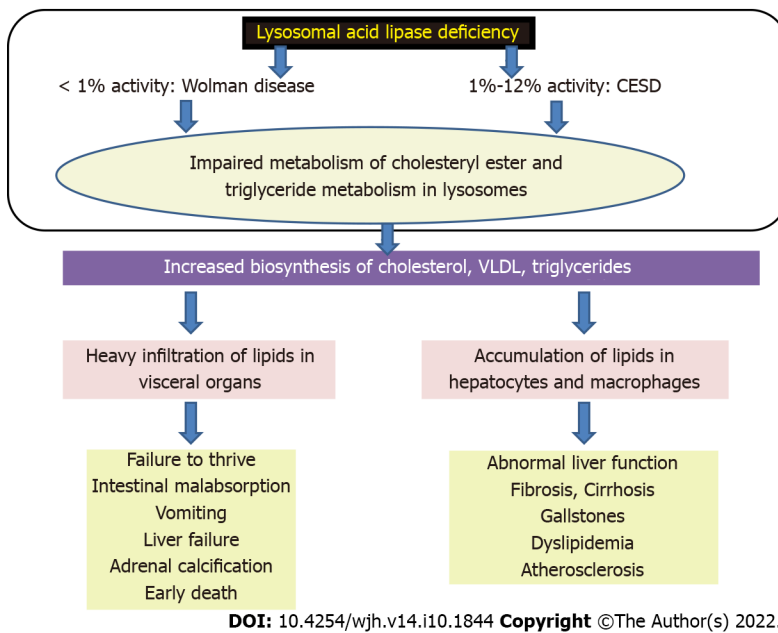 Lysosomal acid lipase deficiency
< 1% activity: Wolman disease
1%-12% activity: CESD
Impaired metabolism of cholesteryl ester and
triglyceride metabolism in lysosomes
Increased biosynthesis of cholesterol, VLDL, triglycerides
Heavy infiltration of lipids in
visceral organs
Accumulation of lipids in
hepatocytes and macrophages
Failure to thrive
Intestinal malabsorption
Vomiting
Liver failure
Adrenal calcification
Early death
Abnormal liver function
Fibrosis, Cirrhosis
Gallstones
Dyslipidemia
Atherosclerosis
DOI: 10.4254/wjh.v14.i10.1844 Copyright ©The Author(s) 2022.